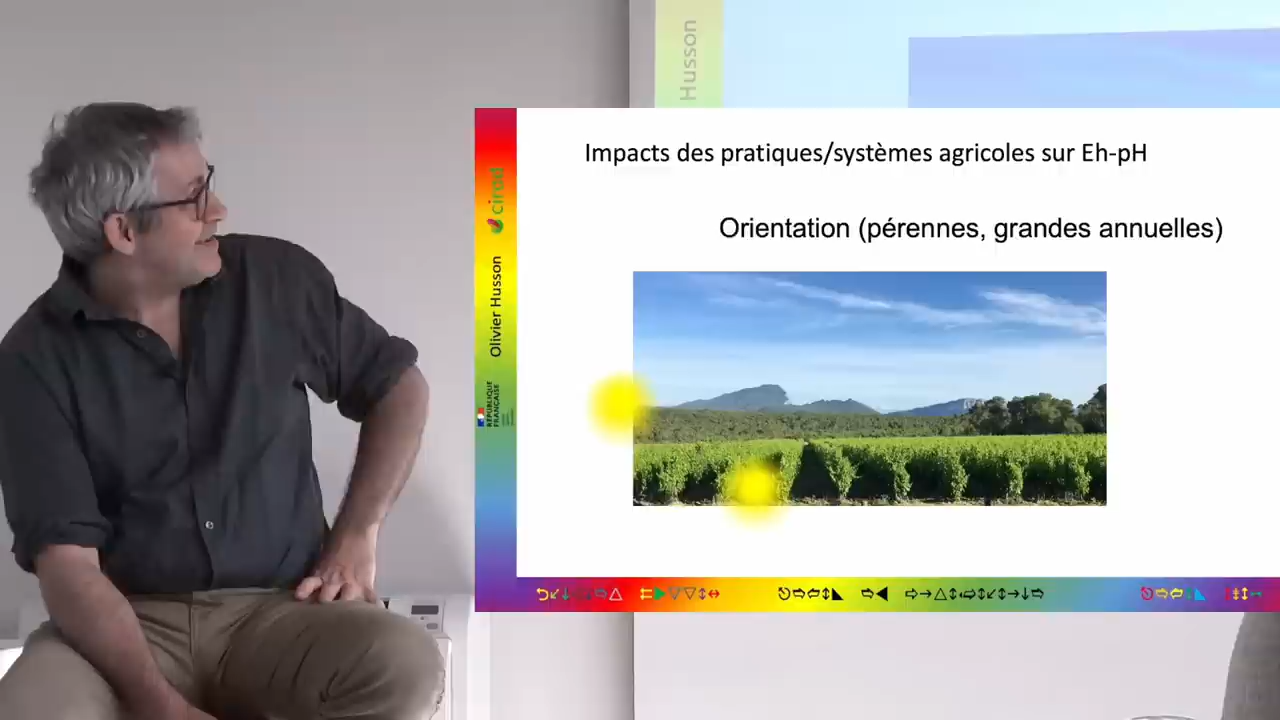 Husson
Impacts des pratiques/systèmes agricoles sur Eh-pH
Orientation (pérennes, grandes annuelles)
cirad
Olivier Husson
RÉPUBLIQUE
FRANÇAISE